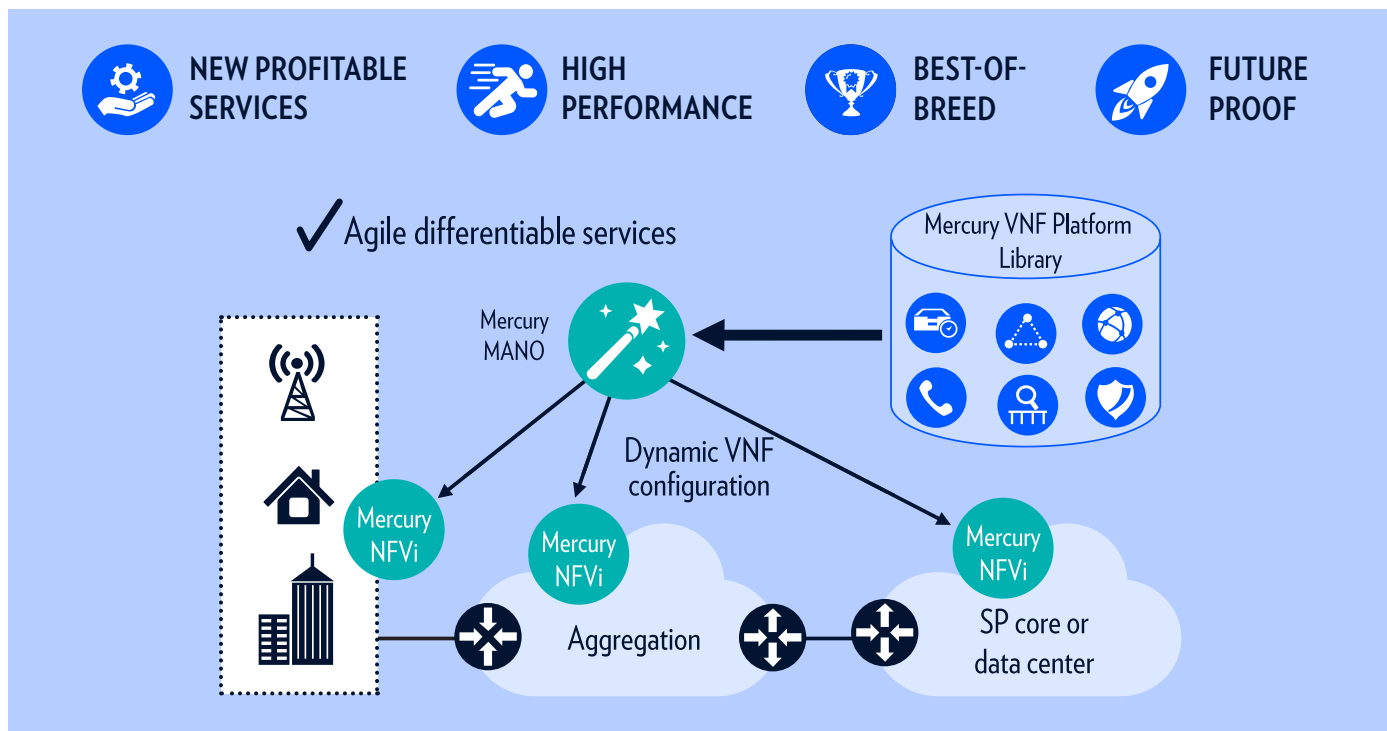 NEW PROFITABLE
SERVICES
HIGH
PERFORMANCE
BEST-OF-
BREED
FUTURE
PROOF
Agile differentiable services
Mercury VNF Platform
Library
Mercury
MANO
Dynamic VNF
configuration
Mercury
NFVi
Mercury
NFVi
Mercury
NFVi
Aggregation
SP core or
data center